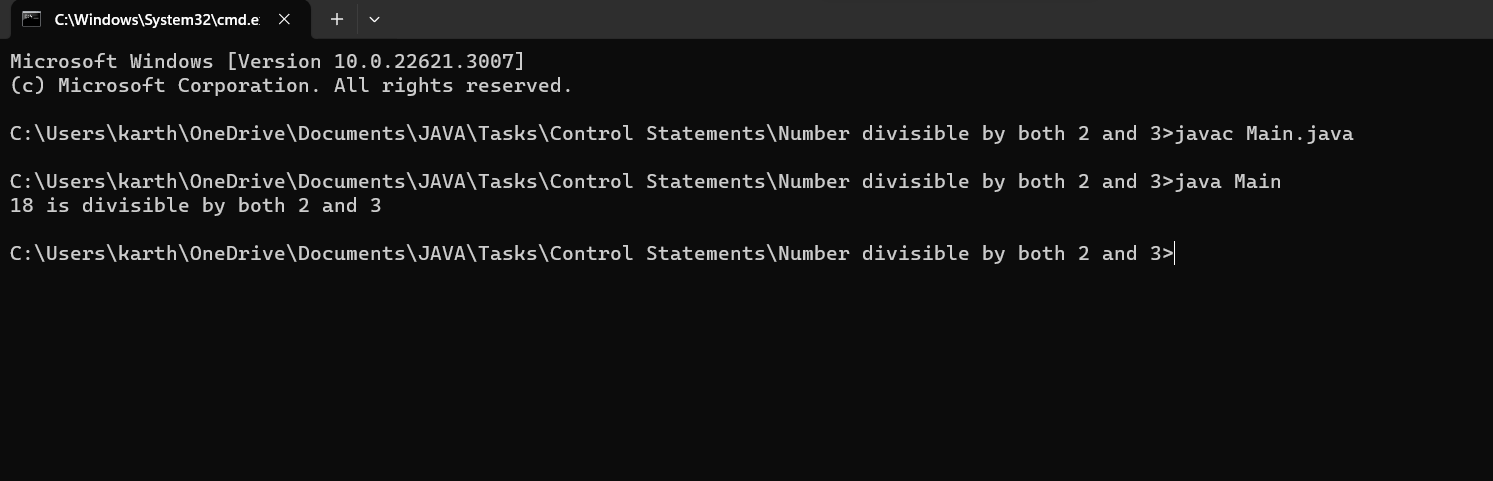 C:\Windows\System32\cmd.e
Microsoft Windows [Version 10.0.22621.3007]
(c) Microsoft Corporation. All rights reserved.
C:\Users\karth\OneDrive\Documents\JAVA\Tasks\Control Statements\Number divisible by both 2 and 3>javac Main.java
C:\Users\karth\OneDrive\Documents\JAVA\Tasks\Control Statements\Number divisible by both 2 and 3>java Main
18 is divisible by both 2 and 3
C:\Users\karth\OneDrive\Documents\JAVA\Tasks\Control Statements\Number divisible by both 2 and 3>